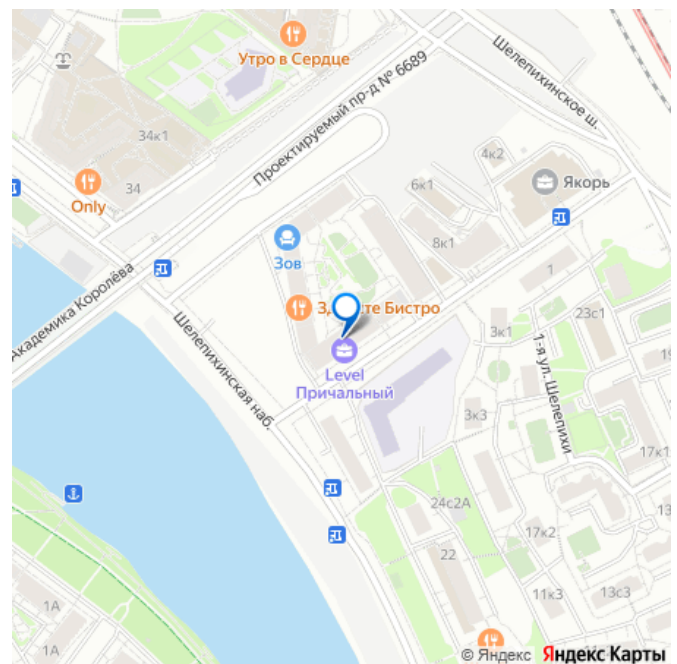 Утро в Сердце
Шелепихинское ш.
Проектируемый пр-д № 6689
34к1
34
Only
4к2
Якорь
6к1
8к1
Зов
1
Академика Королёва
Бистро
23с1
3к1
1-я ул. Шелепихи
Шелепихинская наб.
Level
Причальный
3к3
17к1
24с2А
17к2
22
13с3
11к3
1А
1А
© Яндекс Яндекс Карты